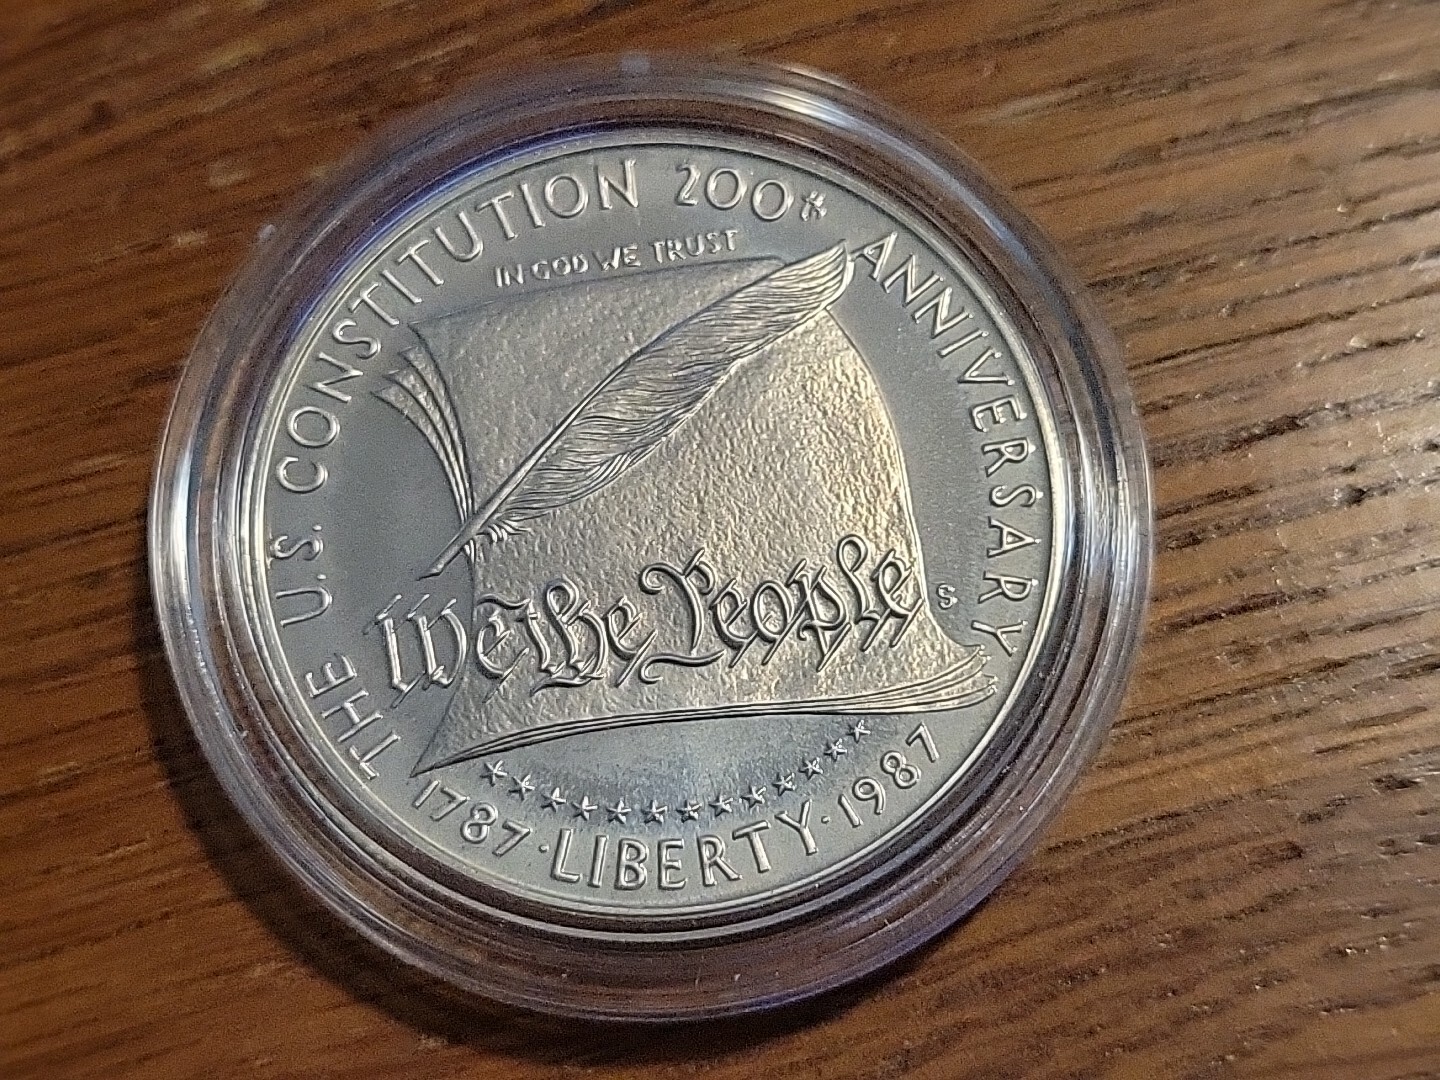 THE U.S. CONSTITUTION 200th ANNIVERSARY
IN GOD WE TRUST
We the People
S
1787 · LIBERTY · 1987